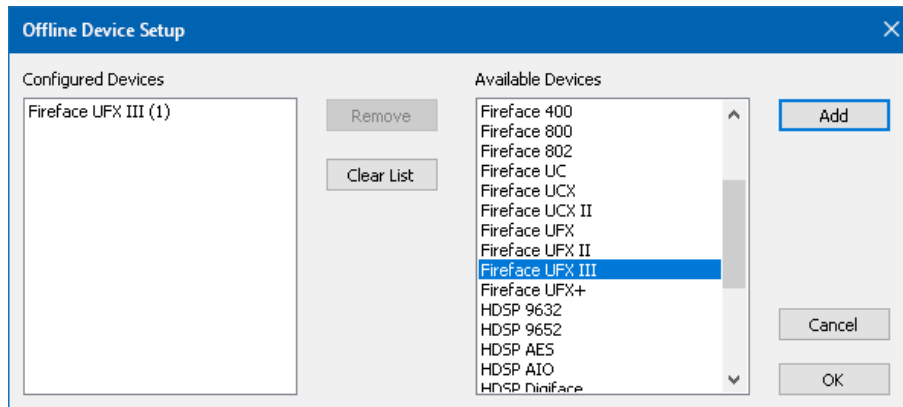 Offline Device Setup
Configured Devices
Fireface UFX III (1)
Remove
Clear List
Available Devices
Fireface 400
Fireface 800
Fireface 802
Fireface UC
Fireface UCX
Fireface UCX II
Fireface UFX
Fireface UFX II
Fireface UFX III
Fireface UFX+
HDSP 9632
HDSP 9652
HDSP AES
HDSP AIO
HDSP Digiface
Add
Cancel
OK